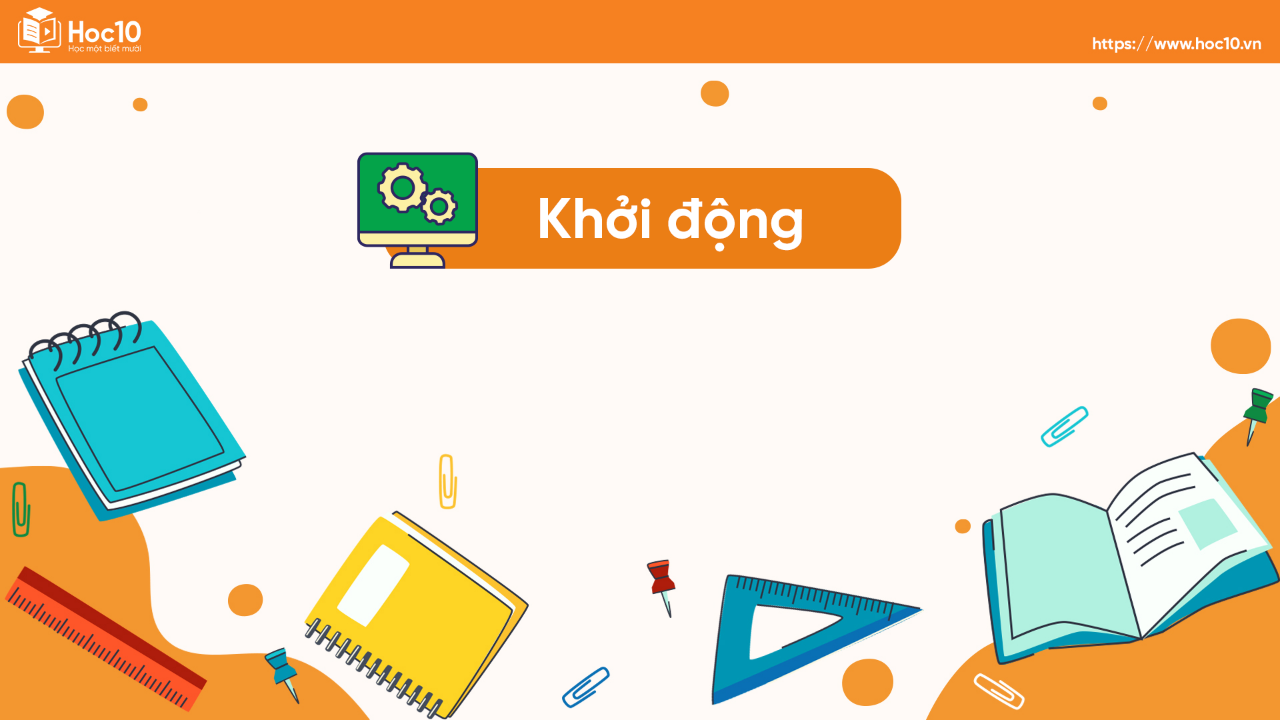 Hoc10
Học một biết mười
https://www.hoc10.vn
Khởi động